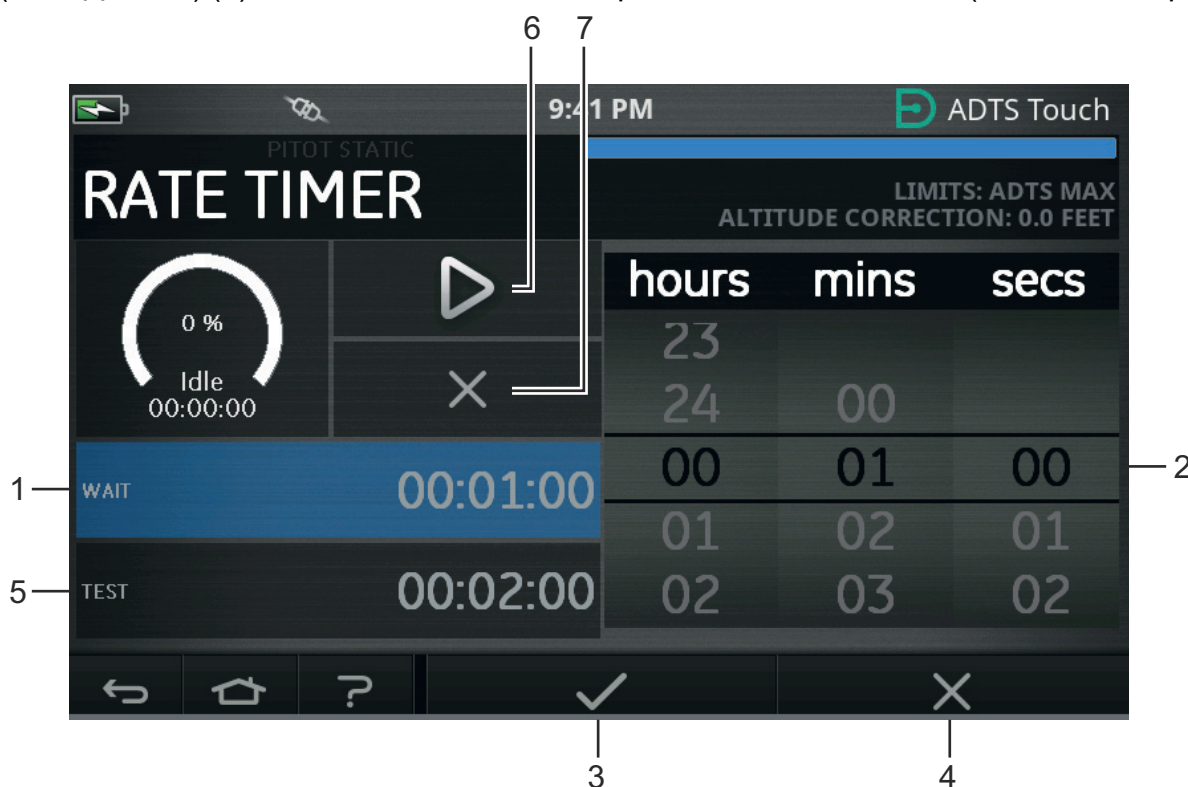 6 7
9:41 PM
ADTS Touch
PITOT STATIC
RATE TIMER
LIMITS: ADTS MAX
ALTITUDE CORRECTION: 0.0 FEET
0 %
Idle
00:00:00
hours mins secs
23
24 00
00 01 00
01 02 01
02 03 02
1
WAIT 00:01:00
2
5
TEST 00:02:00
3 4